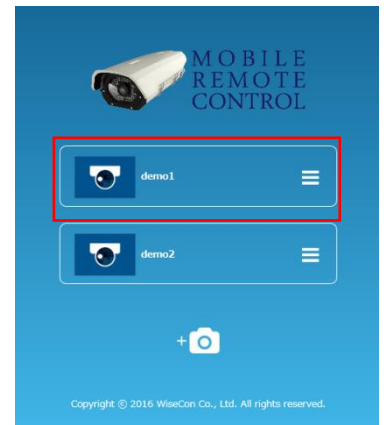 MOBILE
REMOTE
CONTROL
demo1
demo2
+
Copyright © 2016 WiseCon Co., Ltd. All rights reserved.